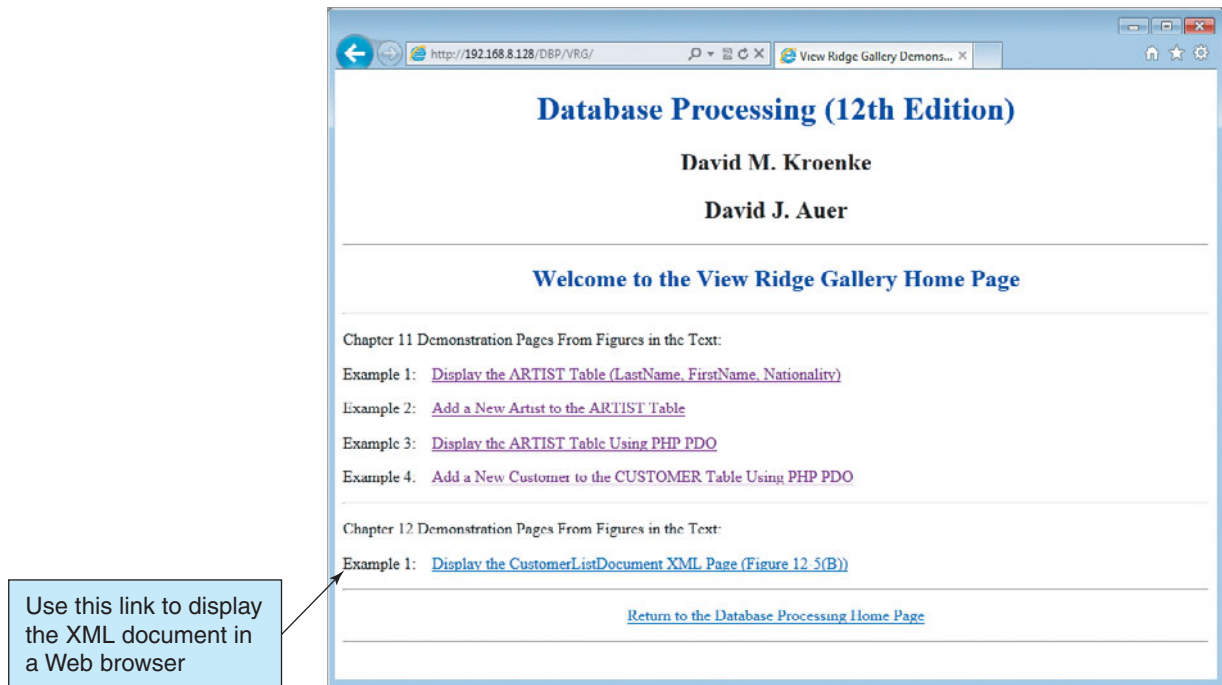 http://192.168.8.128/DBP/VRG/
View Ridge Gallery Demons...
Database Processing (12th Edition)
David M. Kroenke
David J. Auer
Welcome to the View Ridge Gallery Home Page
Chapter 11 Demonstration Pages From Figures in the Text:
Example 1: Display the ARTIST Table (LastName, FirstName, Nationality)
Example 2: Add a New Artist to the ARTIST Table
Example 3: Display the ARTIST Table Using PHP PDO
Example 4. Add a New Customer to the CUSTOMER Table Using PHP PDO
Chapter 12 Demonstration Pages From Figures in the Text:
Example 1: Display the CustomerListDocument XML Page (Figure 12-5(B))
Return to the Database Processing Home Page
Use this link to display
the XML document in
a Web browser